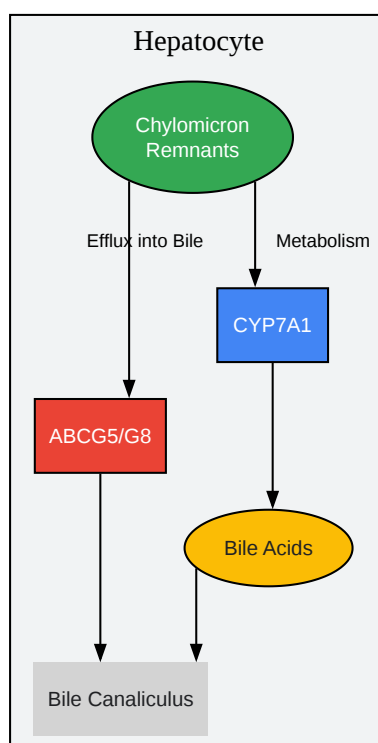 Hepatocyte
Chylomicron
Remnants
Efflux into Bile
Metabolism
CYP7A1
ABCG5/G8
Bile Acids
Bile Canaliculus